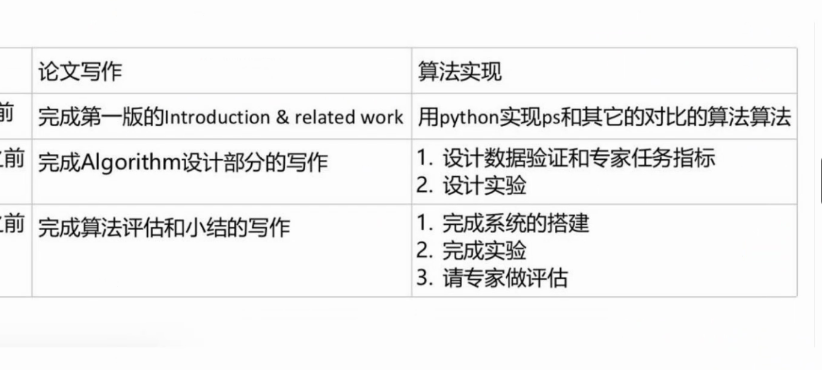 论文写作 算法实现
前 完成第一版的Introduction & related work 用python实现ps和其它的对比的算法算法
之前 完成Algorithm设计部分的写作 1. 设计数据验证和专家任务指标
2. 设计实验
之前 完成算法评估和小结的写作 1. 完成系统的搭建
2. 完成实验
3. 请专家做评估